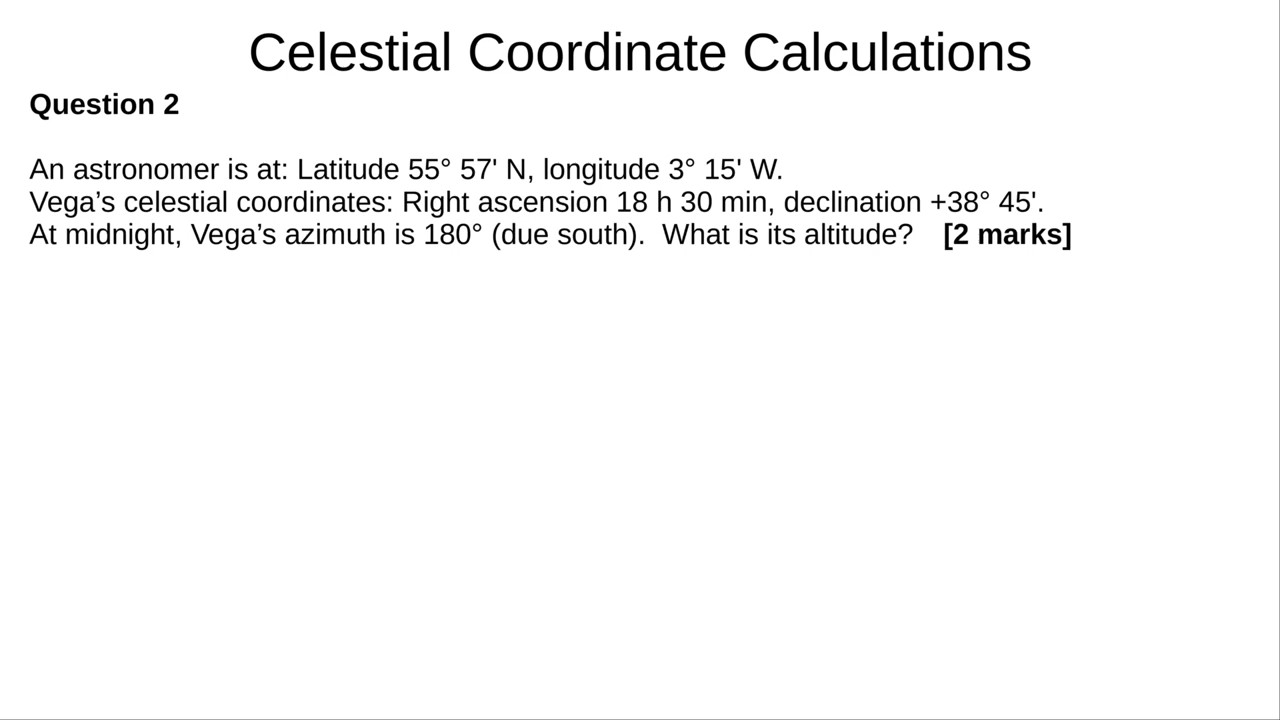 Celestial Coordinate Calculations
Question 2
An astronomer is at: Latitude 55° 57' N, longitude 3° 15' W.
Vega’s celestial coordinates: Right ascension 18 h 30 min, declination +38° 45'.
At midnight, Vega’s azimuth is 180° (due south).  What is its altitude?    [2 marks]